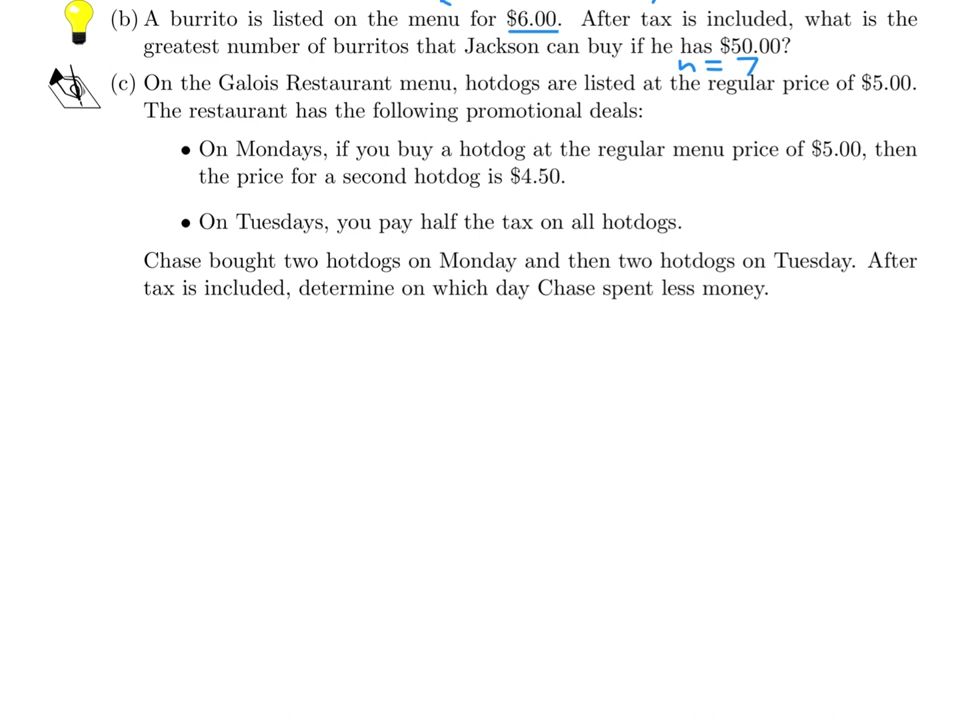 (b) A burrito is listed on the menu for $6.00. After tax is included, what is the
greatest number of burritos that Jackson can buy if he has $50.00?
n = 7
(c) On the Galois Restaurant menu, hotdogs are listed at the regular price of $5.00.
The restaurant has the following promotional deals:
• On Mondays, if you buy a hotdog at the regular menu price of $5.00, then
the price for a second hotdog is $4.50.
• On Tuesdays, you pay half the tax on all hotdogs.
Chase bought two hotdogs on Monday and then two hotdogs on Tuesday. After
tax is included, determine on which day Chase spent less money.